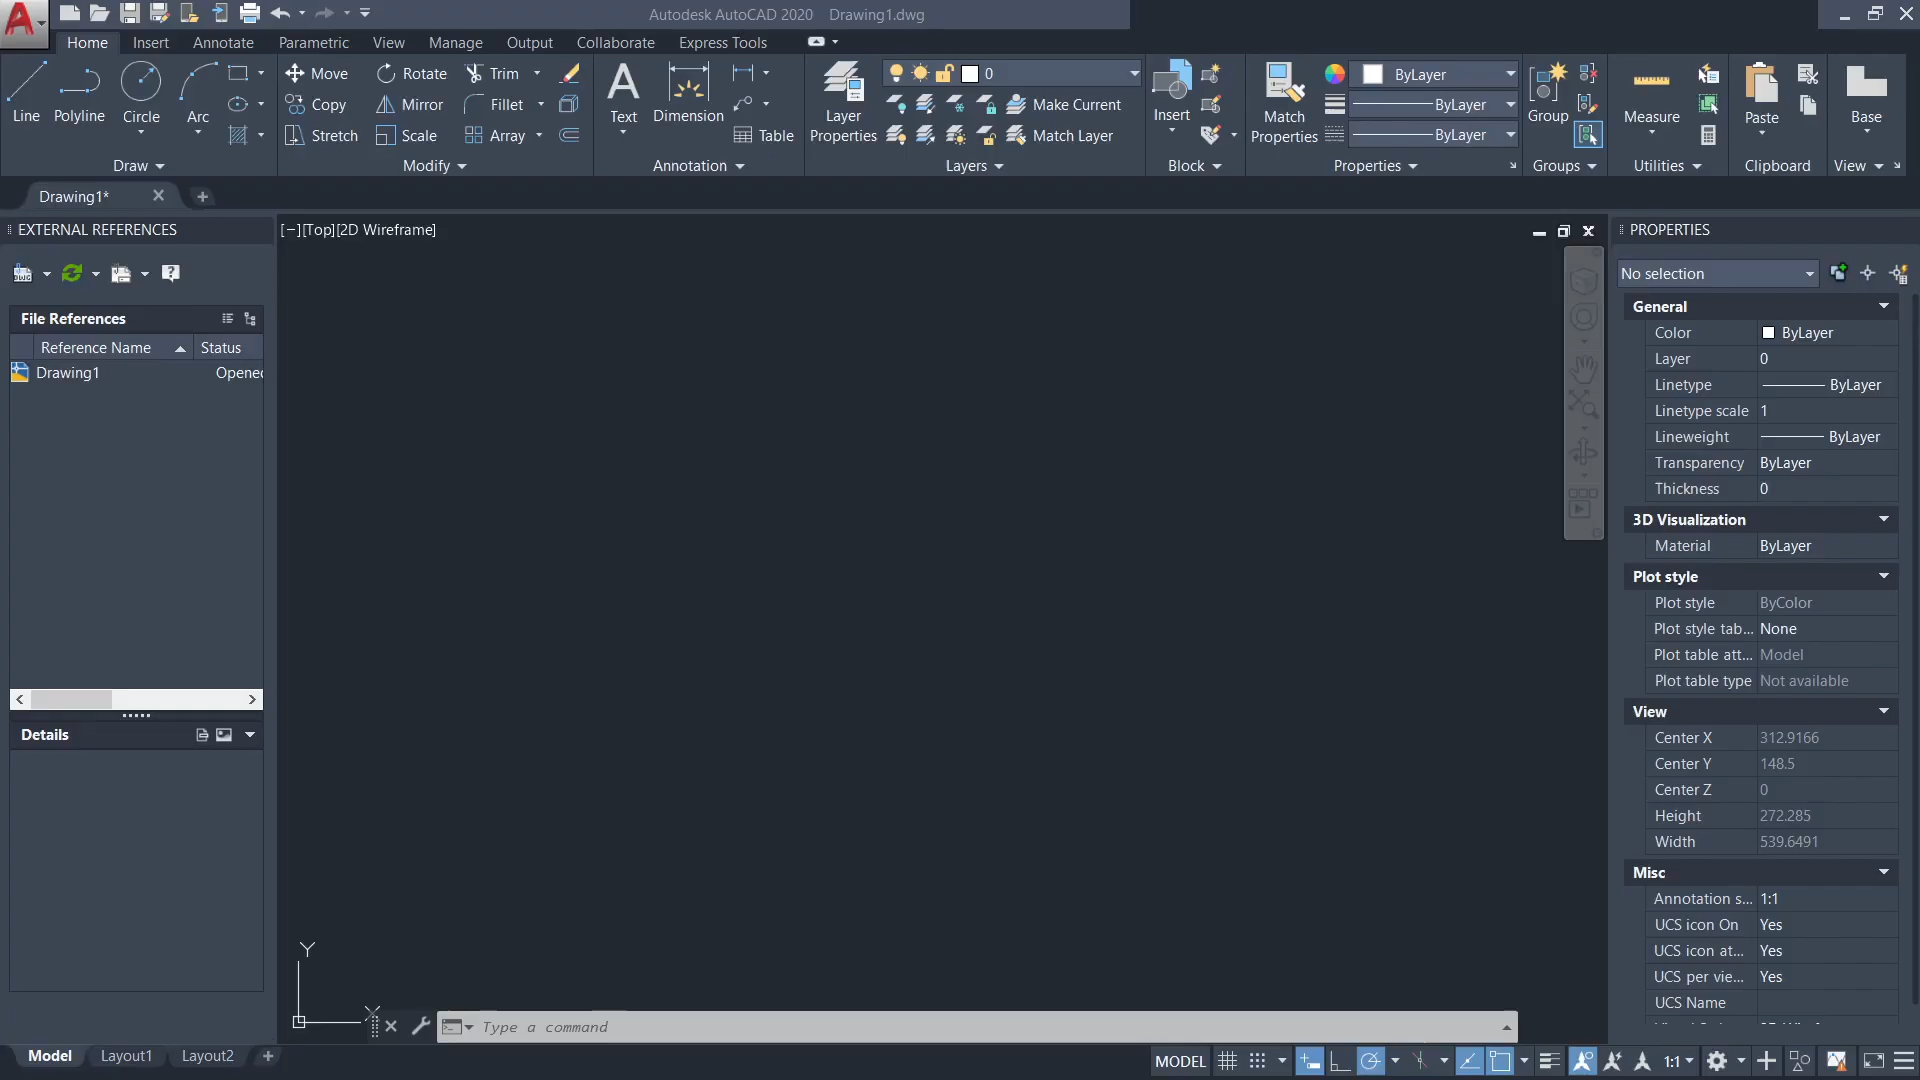 Autodesk AutoCAD 2020 Drawing1.dwg
Home Insert Annotate Parametric View Manage Output Collaborate Express Tools
Line Polyline Circle Arc
Move Rotate Trim
Copy Mirror Fillet
Stretch Scale Array
Text Dimension Table
Layer Properties
0
Make Current
Match Layer
Insert
Match Properties
ByLayer
ByLayer
ByLayer
Group
Measure
Paste
Base
Draw Modify Annotation Layers Block Properties Groups Utilities Clipboard View
Drawing1*
EXTERNAL REFERENCES
[−][Top][2D Wireframe]
PROPERTIES
DWG
No selection
File References
Reference Name Status
Drawing1 Opened
Details
General
Color ByLayer
Layer 0
Linetype ByLayer
Linetype scale 1
Lineweight ByLayer
Transparency ByLayer
Thickness 0
3D Visualization
Material ByLayer
Plot style
Plot style ByColor
Plot style tab... None
Plot table att... Model
Plot table type Not available
View
Center X 312.9166
Center Y 148.5
Center Z 0
Height 272.285
Width 539.6491
Misc
Annotation s... 1:1
UCS icon On Yes
UCS icon at... Yes
UCS per vie... Yes
UCS Name
Y
X
Type a command
Model Layout1 Layout2
MODEL 1:1